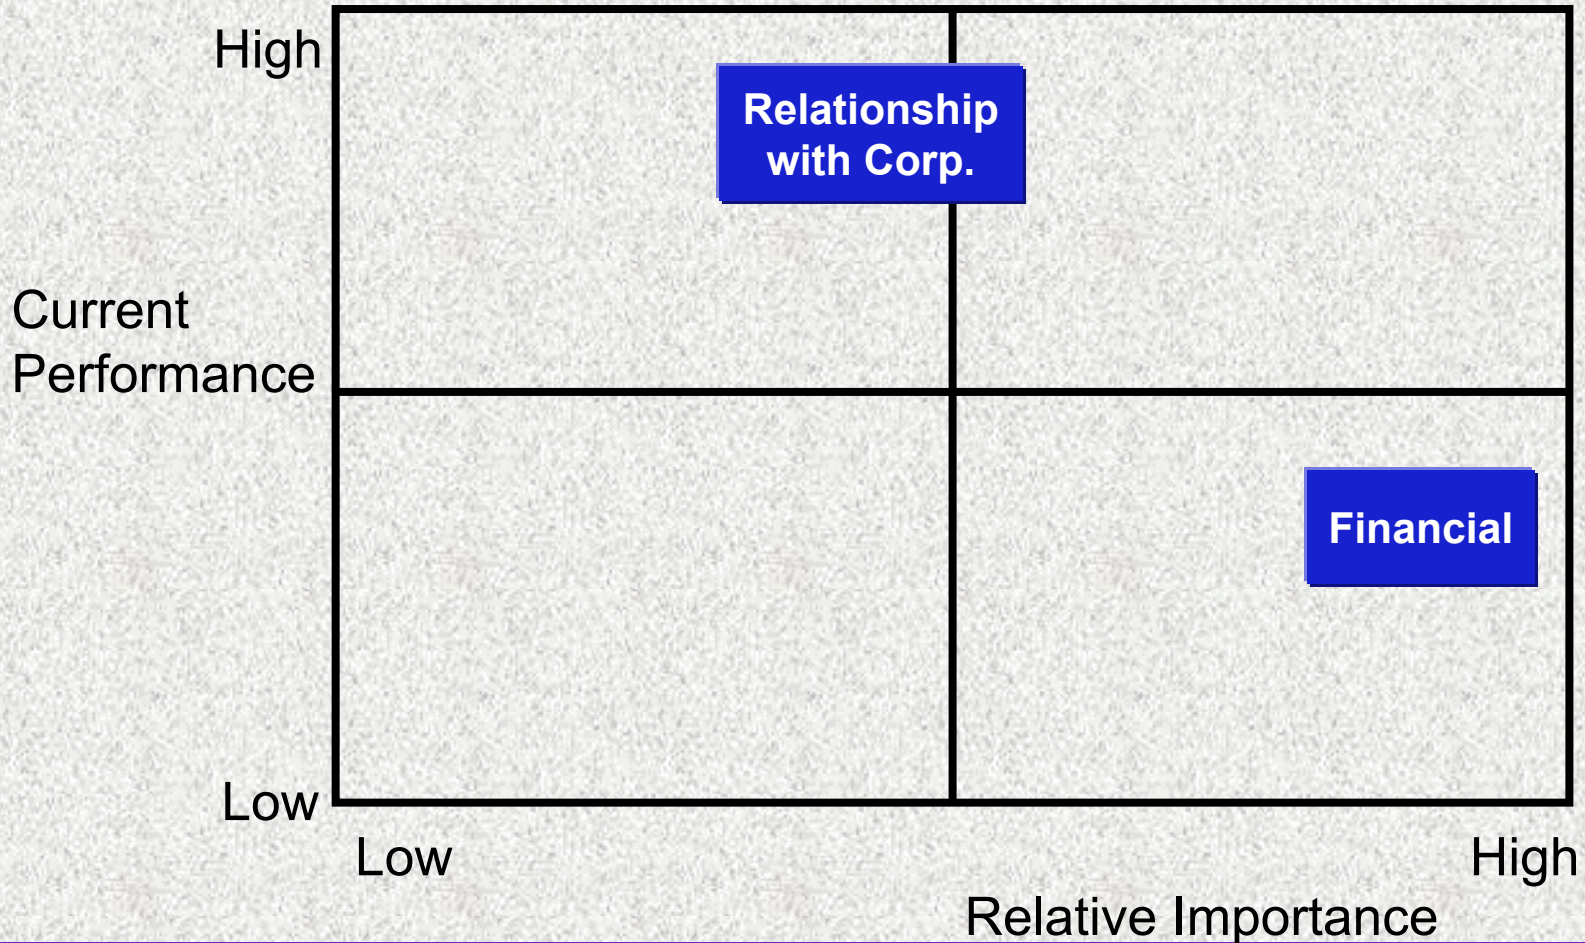 High
Relationship
with Corp.
Current
Performance
Financial
Low
Low
High
Relative Importance